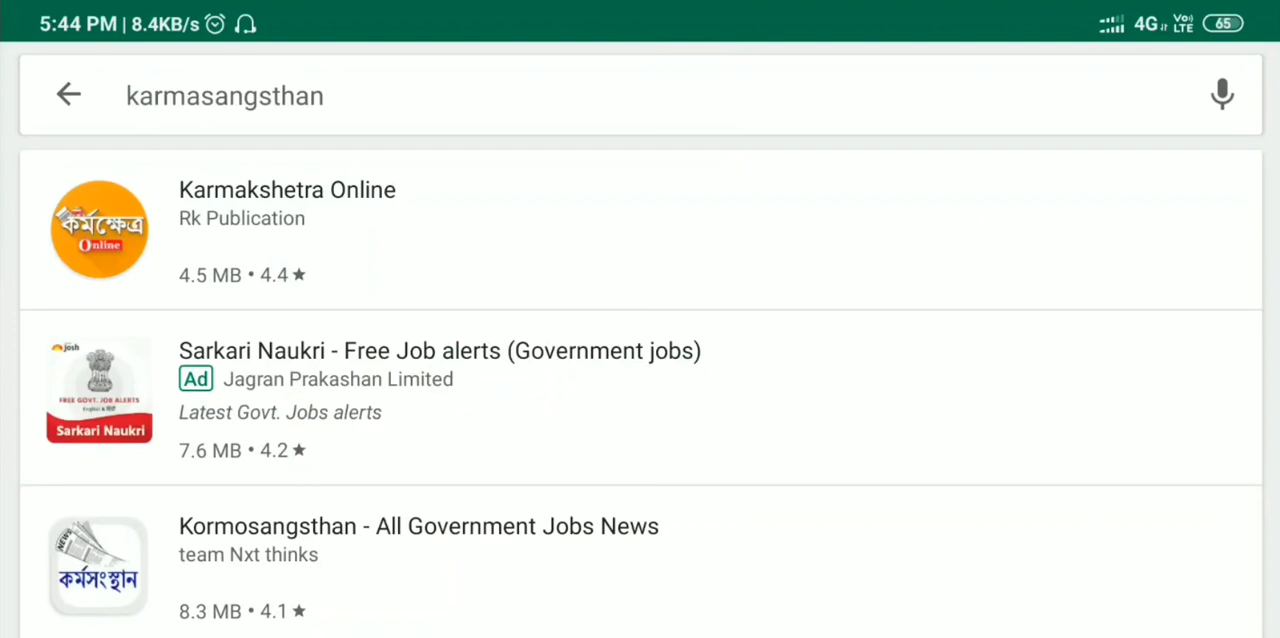 5:44 PM | 8.4KB/s
4G Vo) LTE 65
karmasangsthan
Karmakshetra Online
Rk Publication
কর্মক্ষেত্র
Online
4.5 MB • 4.4 ★
Sarkari Naukri - Free Job alerts (Government jobs)
josh
Ad Jagran Prakashan Limited
FREE GOVT. JOB ALERTS
English & हिंदी
Latest Govt. Jobs alerts
Sarkari Naukri
7.6 MB • 4.2 ★
Kormosangsthan - All Government Jobs News
NEWS
team Nxt thinks
কর্মসংস্থান
8.3 MB • 4.1 ★